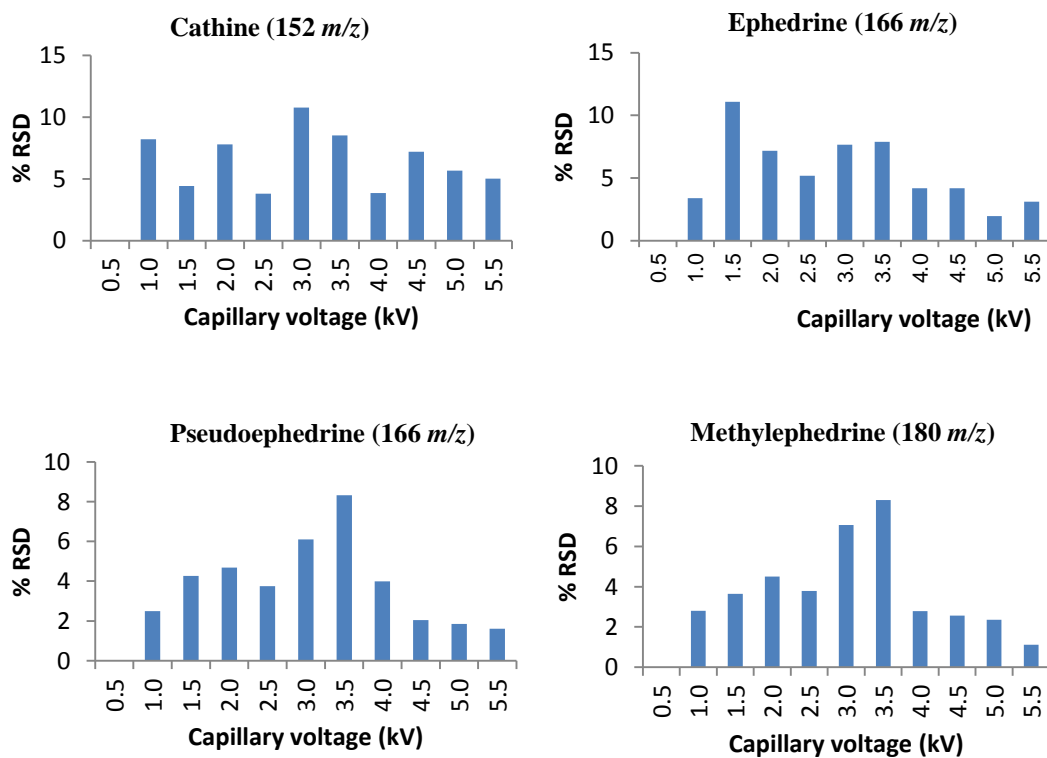 Cathine (152 m/z)
15
10
5
0
% RSD
0.5 1.0 1.5 2.0 2.5 3.0 3.5 4.0 4.5 5.0 5.5
Capillary voltage (kV)
Ephedrine (166 m/z)
15
10
5
0
% RSD
0.5 1.0 1.5 2.0 2.5 3.0 3.5 4.0 4.5 5.0 5.5
Capillary voltage (kV)
Pseudoephedrine (166 m/z)
10
8
6
4
2
0
% RSD
0.5 1.0 1.5 2.0 2.5 3.0 3.5 4.0 4.5 5.0 5.5
Capillary voltage (kV)
Methylephedrine (180 m/z)
10
8
6
4
2
0
% RSD
0.5 1.0 1.5 2.0 2.5 3.0 3.5 4.0 4.5 5.0 5.5
Capillary voltage (kV)